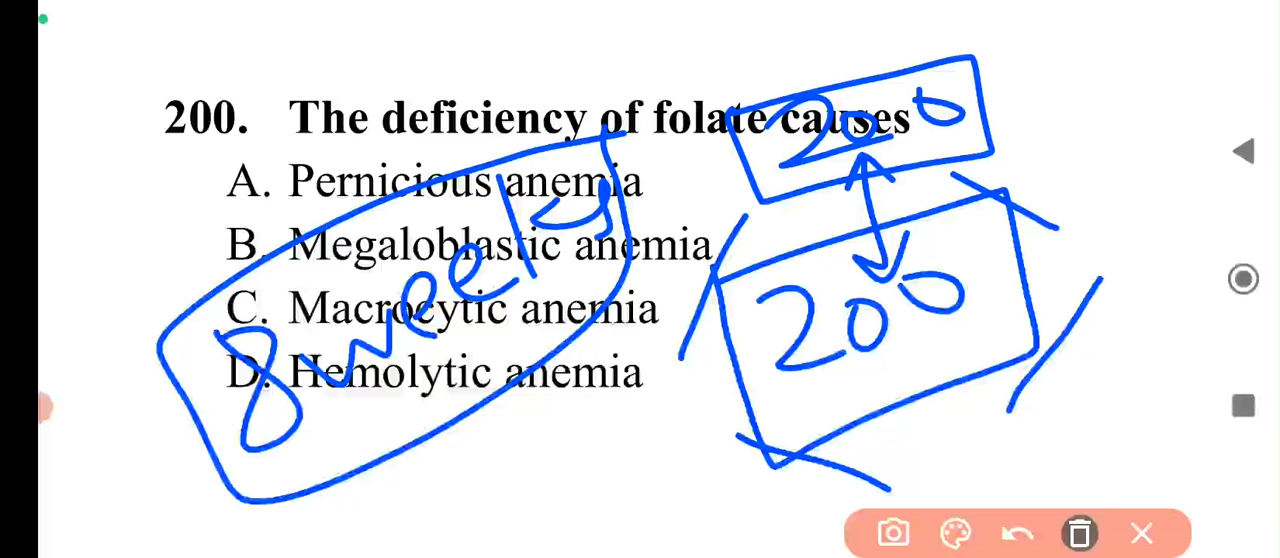 200. The deficiency of folate causes
200
A. Pernicious anemia
B. Megaloblastic anemia
C. Macrocytic anemia
D. Hemolytic anemia
8 weeks
200